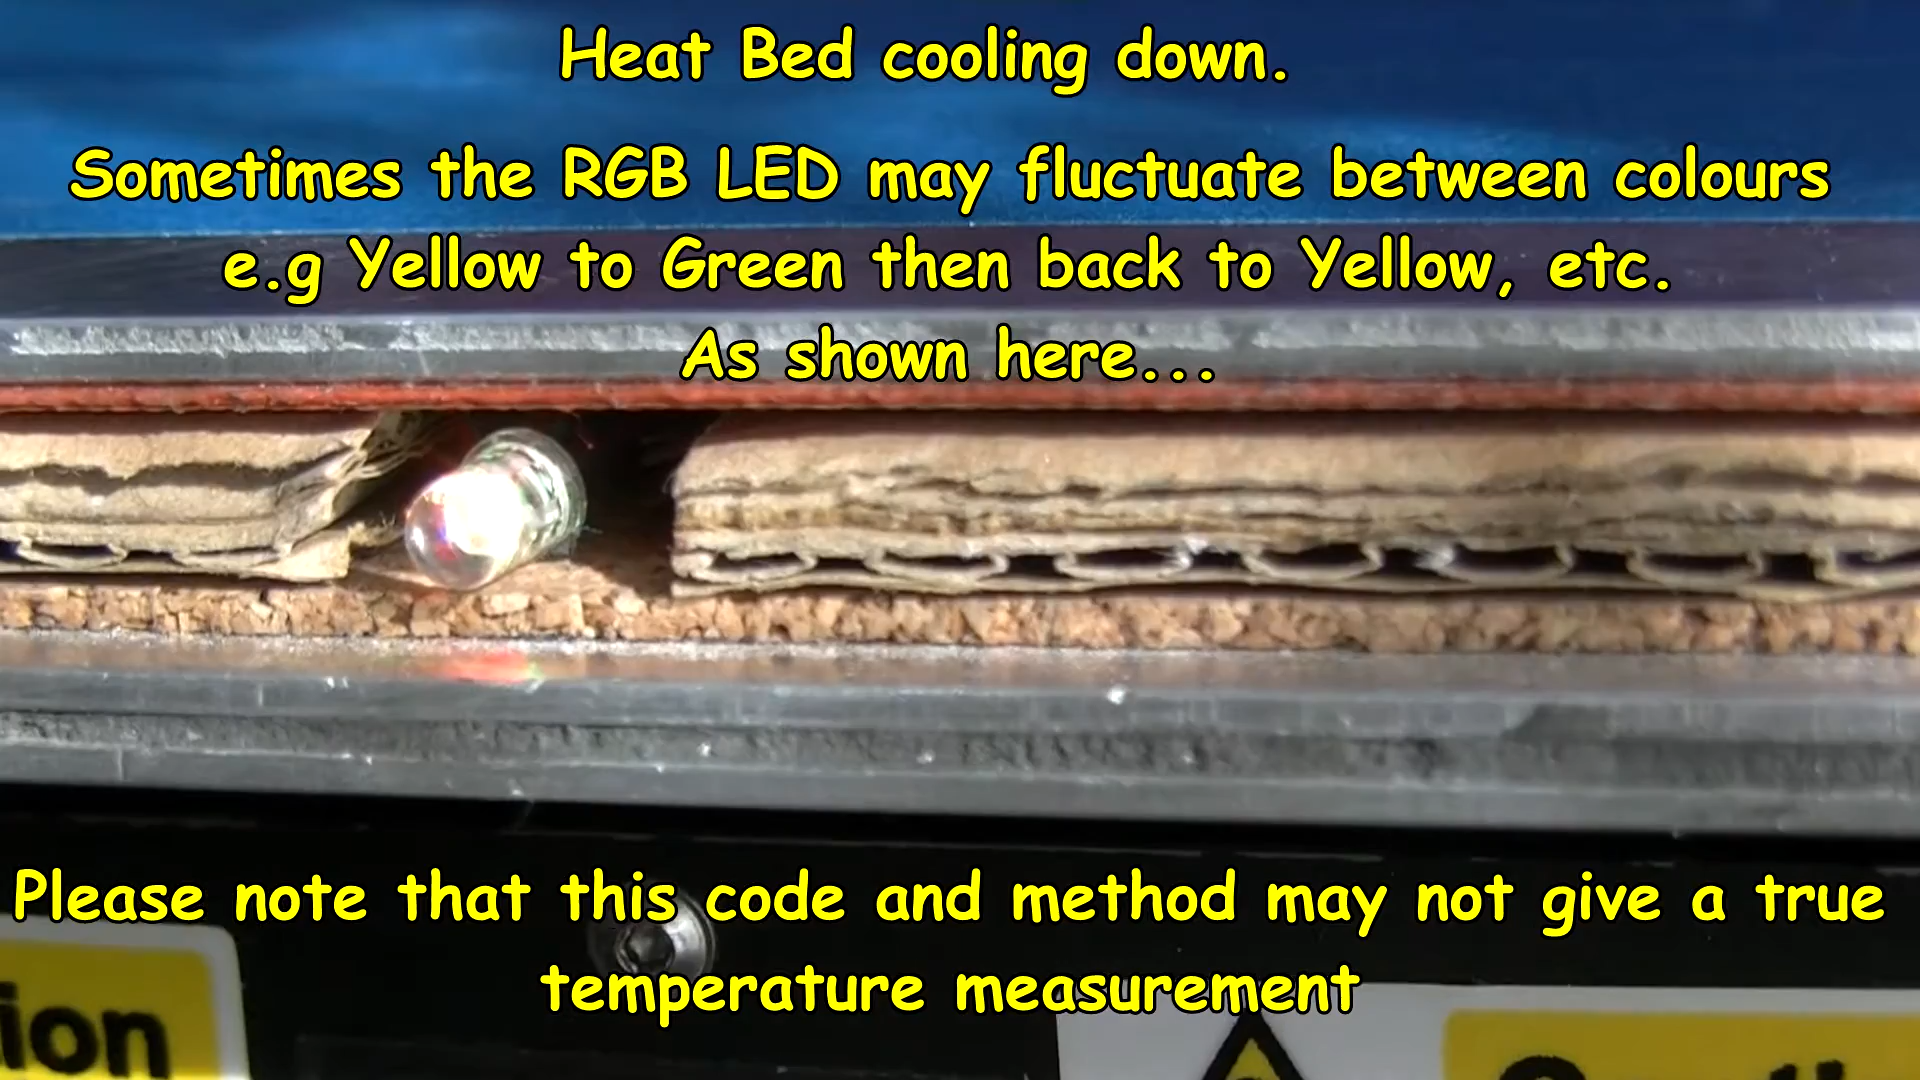 Heat Bed cooling down.
Sometimes the RGB LED may fluctuate between colours
e.g Yellow to Green then back to Yellow, etc.
As shown here...
Please note that this code and method may not give a true
temperature measurement